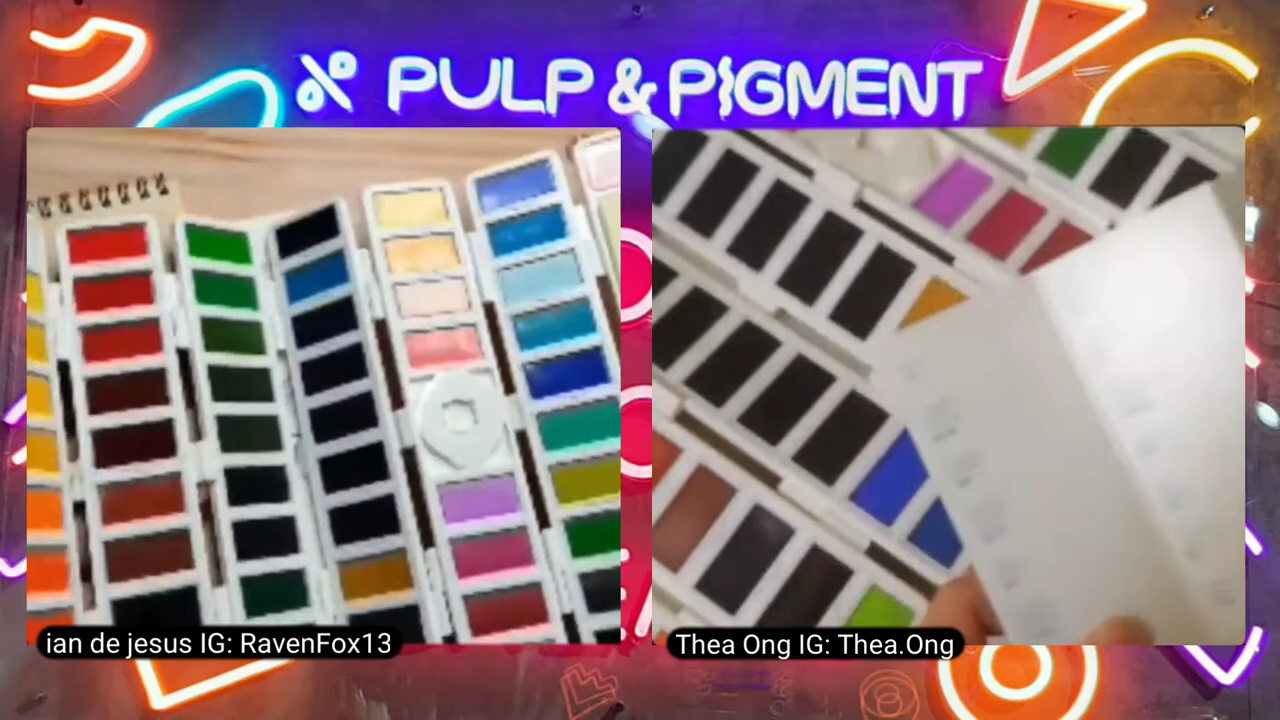 PULP & PIGMENT
ian de jesus IG: RavenFox13
Thea Ong IG: Thea.Ong